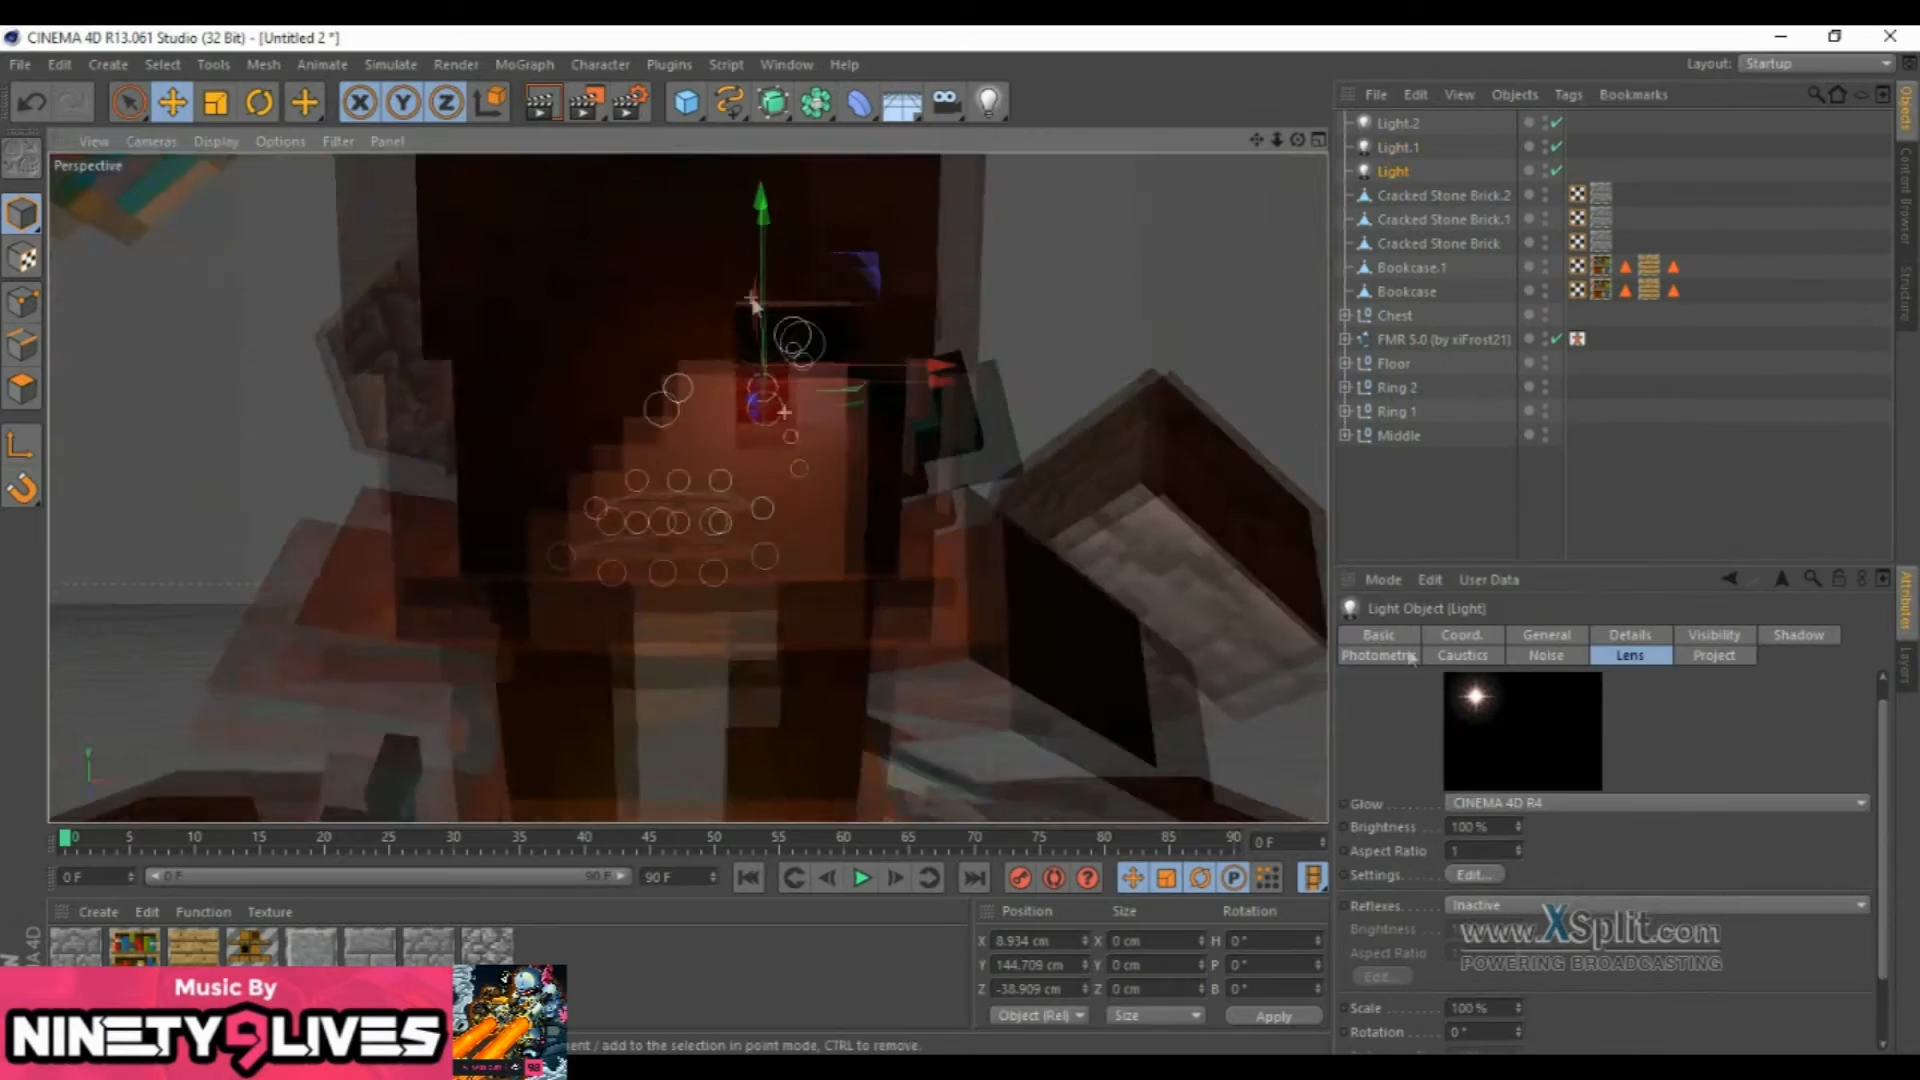 CINEMA 4D R13.061 Studio (32 Bit) - [Untitled 2 *]
File Edit Create Select Tools Mesh Animate Simulate Render MoGraph Character Plugins Script Window Help
Layout: Startup
X Y Z
View Cameras Display Options Filter Panel
Perspective
File Edit View Objects Tags Bookmarks
Light.2
Light.1
Light
Cracked Stone Brick.2
Cracked Stone Brick.1
Cracked Stone Brick
Bookcase.1
Bookcase
Chest
FMR 5.0 (by xiFrost21)
Floor
Ring 2
Ring 1
Middle
Objects
Content Browser
Structure
Mode Edit User Data
Light Object [Light]
Basic Coord. General Details Visibility Shadow
Photometric Caustics Noise Lens Project
Attributes
Layers
Glow CINEMA 4D R4
Brightness 100 %
Aspect Ratio 1
Settings Edit...
Reflexes Inactive
Brightness
Aspect Ratio
Edit...
Scale 100 %
Rotation 0 °
www.XSplit.com
POWERING BROADCASTING
Y
0 5 10 15 20 25 30 35 40 45 50 55 60 65 70 75 80 85 90 0 F
0 F 0 F 90 F 90 F
Create Edit Function Texture
Position Size Rotation
X 8.934 cm X 0 cm H 0 °
Y 144.709 cm Y 0 cm P 0 °
Z -38.909 cm Z 0 cm B 0 °
Object (Rel) Size Apply
ent / add to the selection in point mode, CTRL to remove.
Music By
NINETY9LIVES